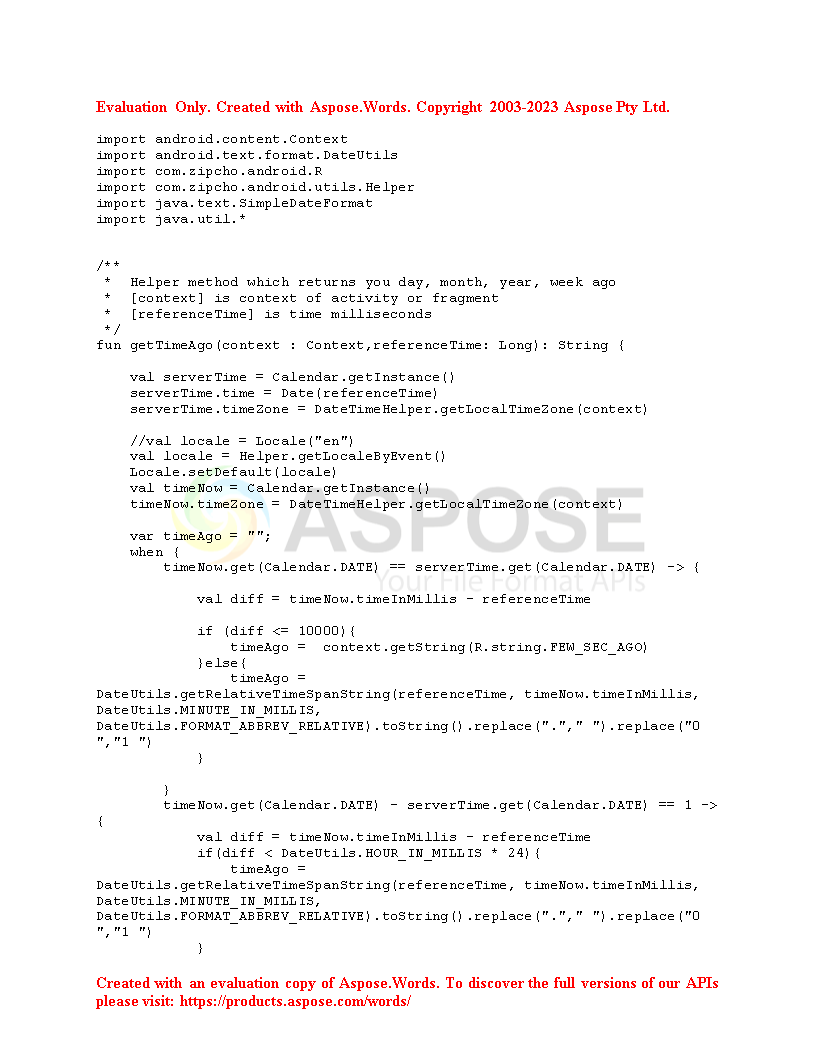 Evaluation Only. Created with Aspose.Words. Copyright 2003-2023 Aspose Pty Ltd.
import android.content.Context
import android.text.format.DateUtils
import com.zipcho.android.R
import com.zipcho.android.utils.Helper
import java.text.SimpleDateFormat
import java.util.*
/**
 *  Helper method which returns you day, month, year, week ago
 *  [context] is context of activity or fragment
 *  [referenceTime] is time milliseconds
 */
fun getTimeAgo(context : Context,referenceTime: Long): String {
    val serverTime = Calendar.getInstance()
    serverTime.time = Date(referenceTime)
    serverTime.timeZone = DateTimeHelper.getLocalTimeZone(context)
    //val locale = Locale("en")
    val locale = Helper.getLocaleByEvent()
    Locale.setDefault(locale)
    val timeNow = Calendar.getInstance()
    timeNow.timeZone = DateTimeHelper.getLocalTimeZone(context)
ASPOSE
    var timeAgo = "";
    when {
        timeNow.get(Calendar.DATE) == serverTime.get(Calendar.DATE) -> {
Your File Format APIs
            val diff = timeNow.timeInMillis - referenceTime
            if (diff <= 10000){
                timeAgo =  context.getString(R.string.FEW_SEC_AGO)
            }else{
                timeAgo =
DateUtils.getRelativeTimeSpanString(referenceTime, timeNow.timeInMillis,
DateUtils.MINUTE_IN_MILLIS,
DateUtils.FORMAT_ABBREV_RELATIVE).toString().replace("."," ").replace("0
","1 ")
            }
        }
        timeNow.get(Calendar.DATE) - serverTime.get(Calendar.DATE) == 1 ->
{
            val diff = timeNow.timeInMillis - referenceTime
            if(diff < DateUtils.HOUR_IN_MILLIS * 24){
                timeAgo =
DateUtils.getRelativeTimeSpanString(referenceTime, timeNow.timeInMillis,
DateUtils.MINUTE_IN_MILLIS,
DateUtils.FORMAT_ABBREV_RELATIVE).toString().replace("."," ").replace("0
","1 ")
            }
Created with an evaluation copy of Aspose.Words. To discover the full versions of our APIs
please visit: https://products.aspose.com/words/